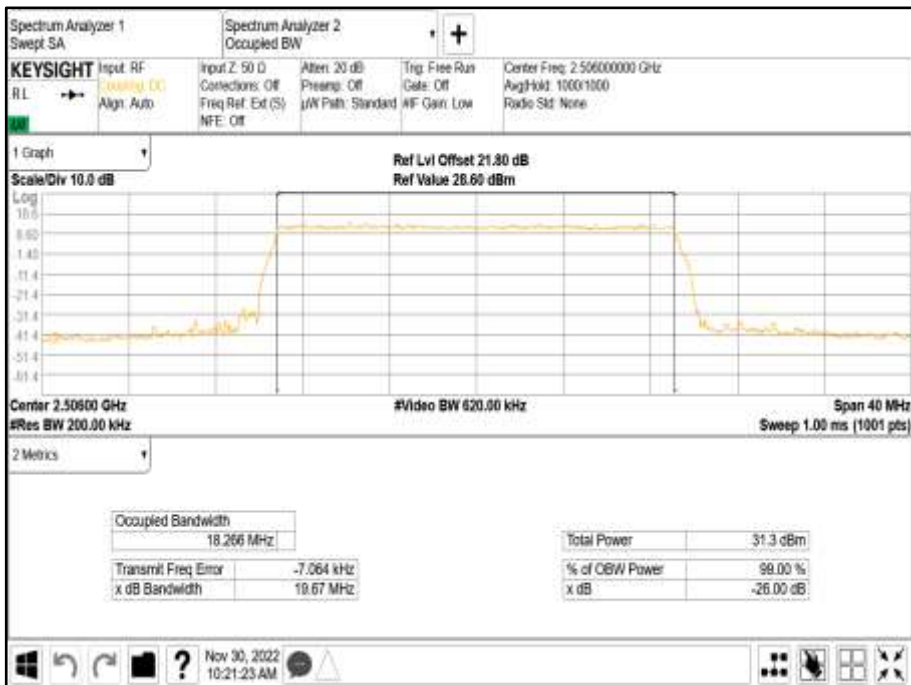 Spectrum Analyzer 1
Swept SA
Spectrum Analyzer 2
Occupied BW
+
KEYSIGHT
RL
Input: RF
Coupling: DC
Align: Auto
Input Z: 50 Ω
Corrections: Off
Freq Ref: Ext (S)
NFE: Off
Atten: 20 dB
Preamp: Off
µW Path: Standard
Trig: Free Run
Gate: Off
#IF Gain: Low
Center Freq: 2.506000000 GHz
Avg|Hold: 1000/1000
Radio Std: None
1 Graph
Scale/Div 10.0 dB
Ref Lvl Offset 21.80 dB
Ref Value 28.60 dBm
Log
18.6
8.60
-1.40
-11.4
-21.4
-31.4
-41.4
-51.4
-61.4
Center 2.50600 GHz
#Res BW 200.00 kHz
#Video BW 620.00 kHz
Span 40 MHz
Sweep 1.00 ms (1001 pts)
2 Metrics
Occupied Bandwidth
18.266 MHz
Transmit Freq Error -7.064 kHz
x dB Bandwidth 19.67 MHz
Total Power 31.3 dBm
% of OBW Power 99.00 %
x dB -26.00 dB
?
Nov 30, 2022
10:21:23 AM